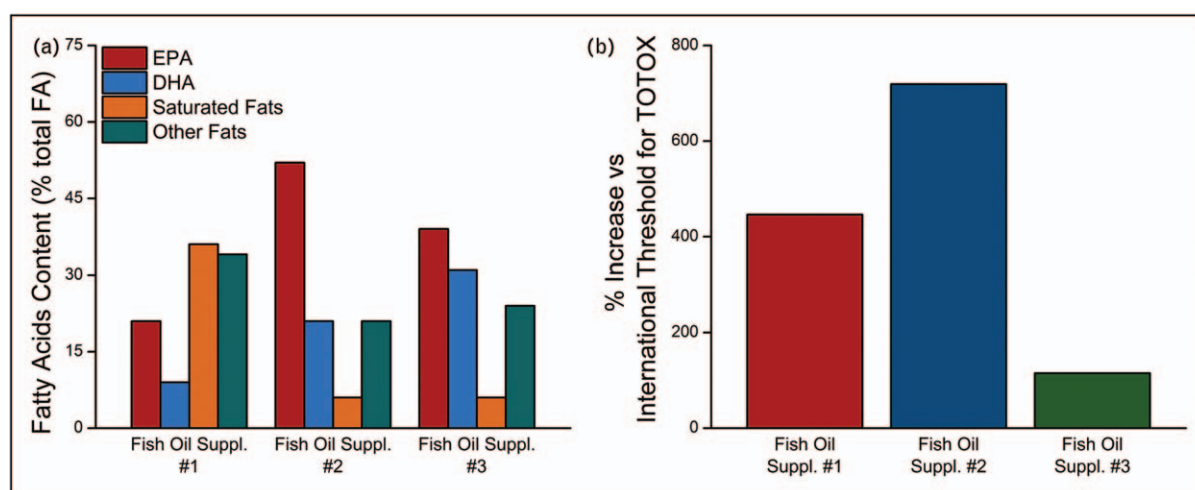 (a)
75
60
45
30
15
0
Fatty Acids Content (% total FA)
EPA
DHA
Saturated Fats
Other Fats
Fish Oil Suppl.
#1
Fish Oil Suppl.
#2
Fish Oil Suppl.
#3
(b)
800
600
400
200
0
% Increase vs
International Threshold for TOTOX
Fish Oil
Suppl. #1
Fish Oil
Suppl. #2
Fish Oil
Suppl. #3